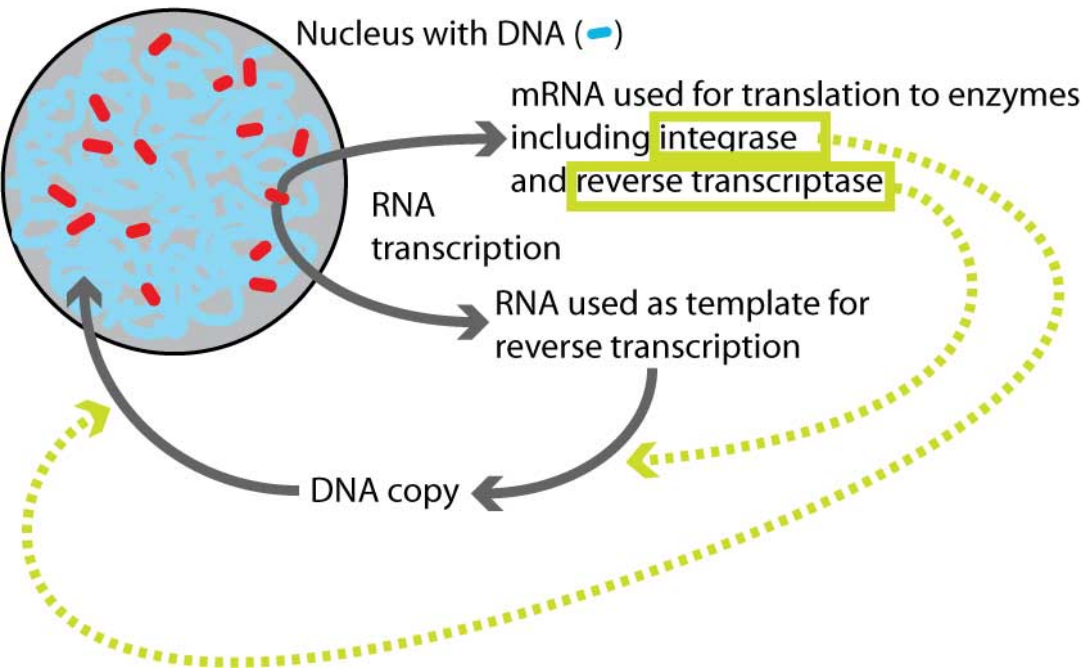 Nucleus with DNA ( )
mRNA used for translation to enzymes
including integrase
and reverse transcriptase
RNA
transcription
RNA used as template for
reverse transcription
DNA copy